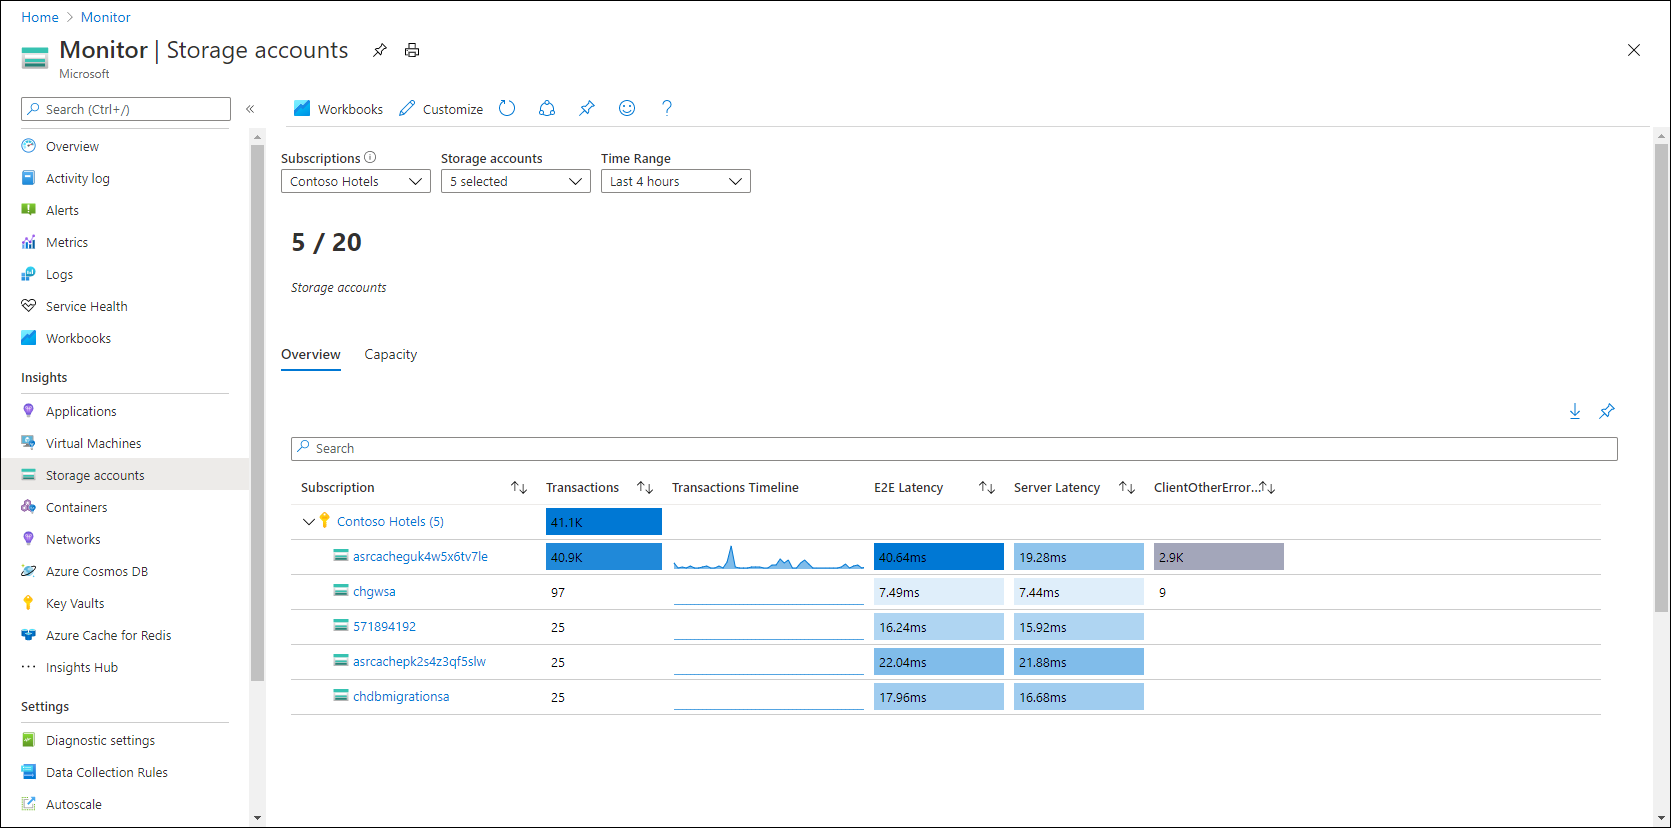 Home > Monitor
Monitor | Storage accounts
Microsoft
Search (Ctrl+/)
«
Overview
Activity log
Alerts
Metrics
Logs
Service Health
Workbooks
Insights
Applications
Virtual Machines
Storage accounts
Containers
Networks
Azure Cosmos DB
Key Vaults
Azure Cache for Redis
Insights Hub
Settings
Diagnostic settings
Data Collection Rules
Autoscale
Workbooks Customize ?
Subscriptions Storage accounts Time Range
Contoso Hotels 5 selected Last 4 hours
5 / 20
Storage accounts
Overview Capacity
Search
Subscription Transactions Transactions Timeline E2E Latency Server Latency ClientOtherError...
Contoso Hotels (5) 41.1K
asrcacheguk4w5x6tv7le 40.9K 40.64ms 19.28ms 2.9K
chgwsa 97 7.49ms 7.44ms 9
571894192 25 16.24ms 15.92ms
asrcachepk2s4z3qf5slw 25 22.04ms 21.88ms
chdbmigrationsa 25 17.96ms 16.68ms